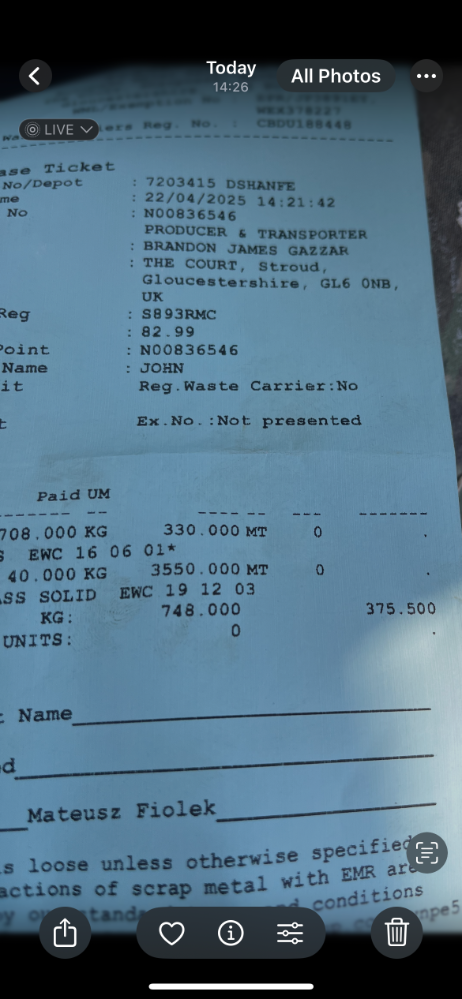 Today
14:26
All Photos
LIVE
ers Reg. No. : CBDU188448
ase Ticket
No/Depot : 7203415 DSHANFE
me : 22/04/2025 14:21:42
No : N00836546
PRODUCER & TRANSPORTER
: BRANDON JAMES GAZZAR
: THE COURT, Stroud,
Gloucestershire, GL6 0NB,
UK
Reg : S893RMC
: 82.99
Point : N00836546
Name : JOHN
it Reg.Waste Carrier:No
t Ex.No.:Not presented
Paid UM
708.000 KG 330.000 MT 0 .
S EWC 16 06 01*
40.000 KG 3550.000 MT 0 .
ASS SOLID EWC 19 12 03
KG: 748.000 375.500
UNITS: 0 .
t Name
d
Mateusz Fiolek
is loose unless otherwise specified
actions of scrap metal with EMR are
conditions